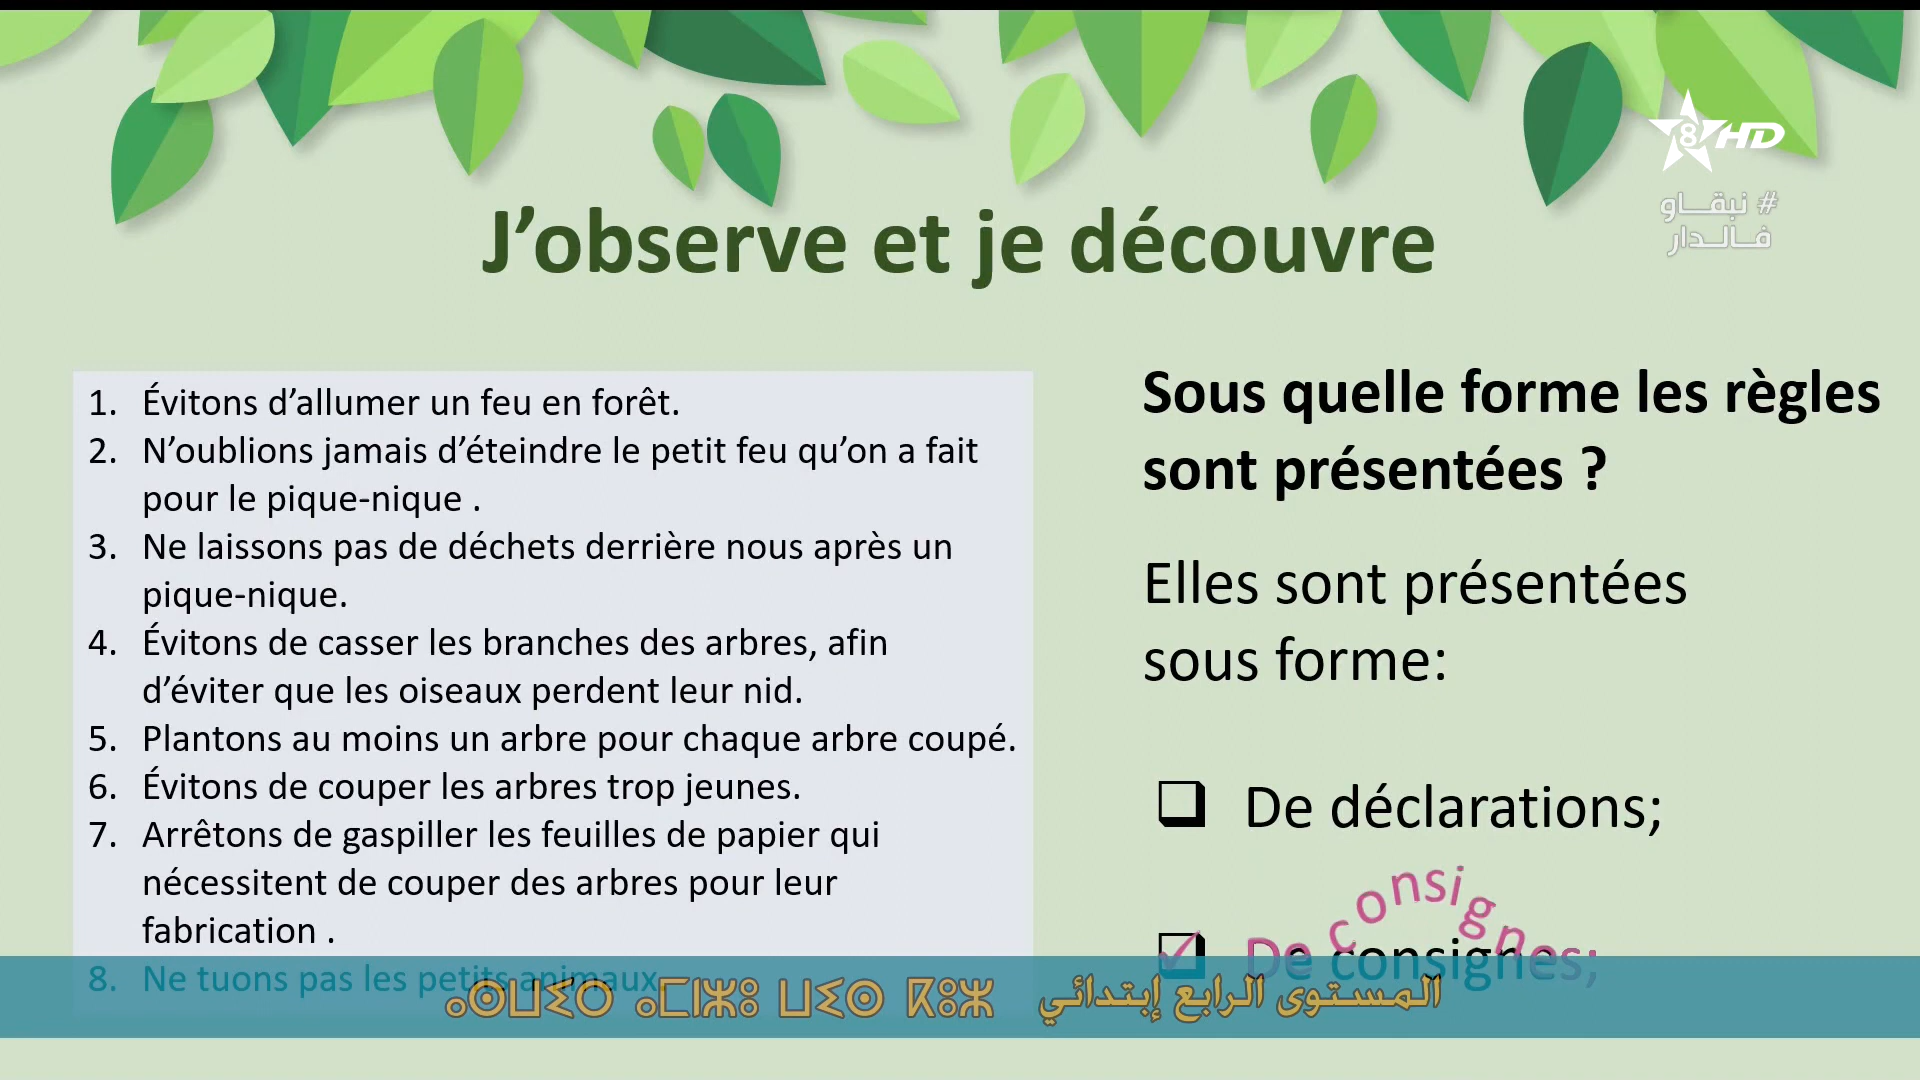 8 HD
# نبقاو
فالدار
J’observe et je découvre
1. Évitons d’allumer un feu en forêt.
2. N’oublions jamais d’éteindre le petit feu qu’on a fait
pour le pique-nique .
3. Ne laissons pas de déchets derrière nous après un
pique-nique.
4. Évitons de casser les branches des arbres, afin
d’éviter que les oiseaux perdent leur nid.
5. Plantons au moins un arbre pour chaque arbre coupé.
6. Évitons de couper les arbres trop jeunes.
7. Arrêtons de gaspiller les feuilles de papier qui
nécessitent de couper des arbres pour leur
fabrication .
8. Ne tuons pas les petits animaux.
Sous quelle forme les règles
sont présentées ?
Elles sont présentées
sous forme:
De déclarations;
De consignes;
ⴰⵙⵡⵉⵔ ⴰⵎⵏⵣⵓ ⵡⵉⵙ ⴽⵓⵥ المستوى الرابع إبتدائي